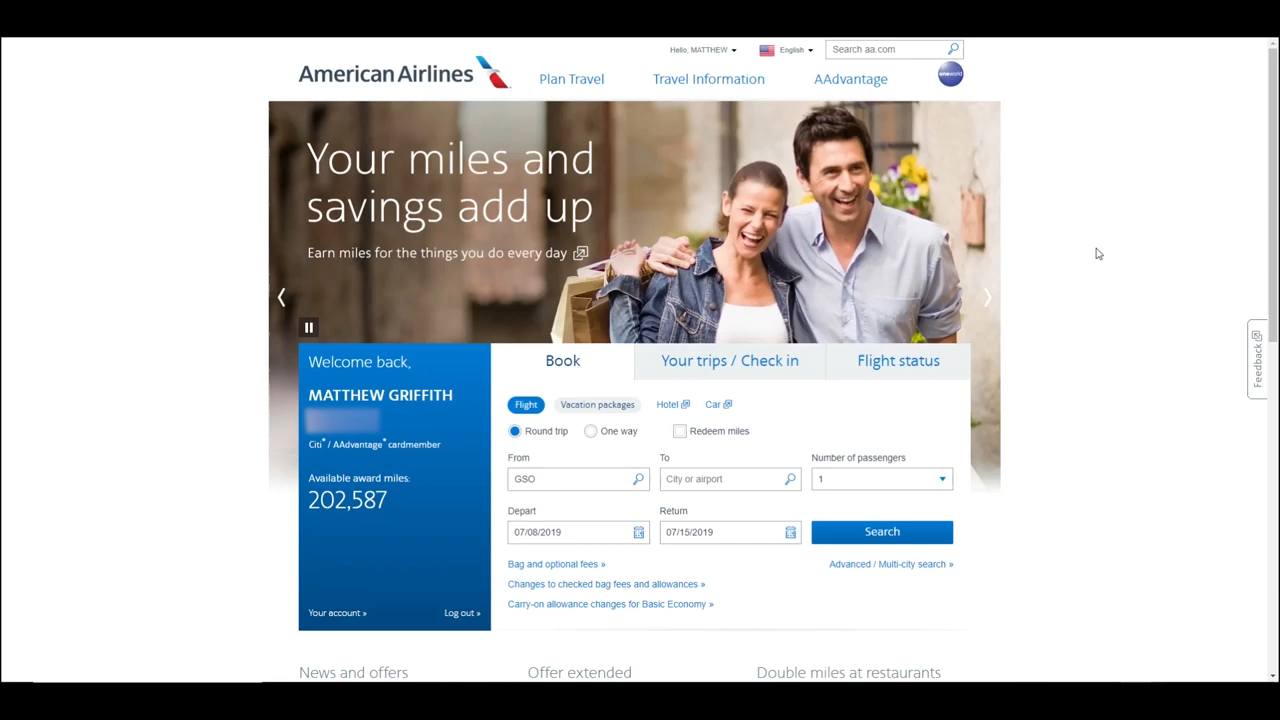 Hello, MATTHEW
English
Search aa.com
American Airlines
Plan Travel
Travel Information
AAdvantage
oneworld
Your miles and
savings add up
Earn miles for the things you do every day
Welcome back,
MATTHEW GRIFFITH
Citi® / AAdvantage® cardmember
Available award miles:
202,587
Your account »
Log out »
Book
Your trips / Check in
Flight status
Flight
Vacation packages
Hotel
Car
Round trip
One way
Redeem miles
From
To
Number of passengers
GSO
City or airport
1
Depart
Return
07/08/2019
07/15/2019
Search
Bag and optional fees »
Advanced / Multi-city search »
Changes to checked bag fees and allowances »
Carry-on allowance changes for Basic Economy »
Feedback
News and offers
Offer extended
Double miles at restaurants